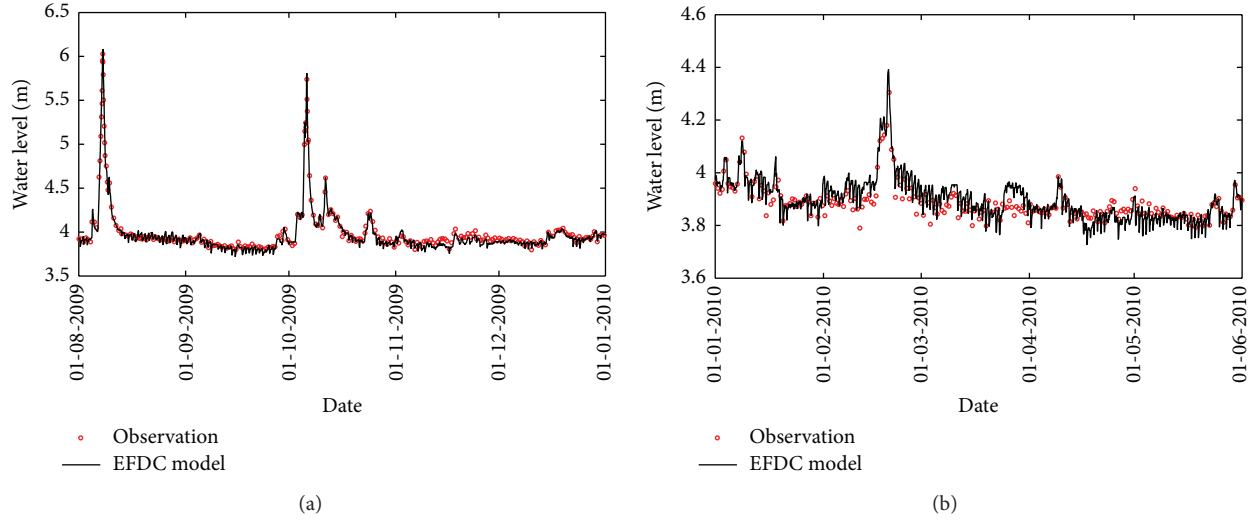 6.5
6
5.5
5
4.5
4
3.5
Water level (m)
01-08-2009
01-09-2009
01-10-2009
01-11-2009
01-12-2009
01-01-2010
Date
Observation
EFDC model
(a)
4.6
4.4
4.2
4
3.8
3.6
Water level (m)
01-01-2010
01-02-2010
01-03-2010
01-04-2010
01-05-2010
01-06-2010
Date
Observation
EFDC model
(b)